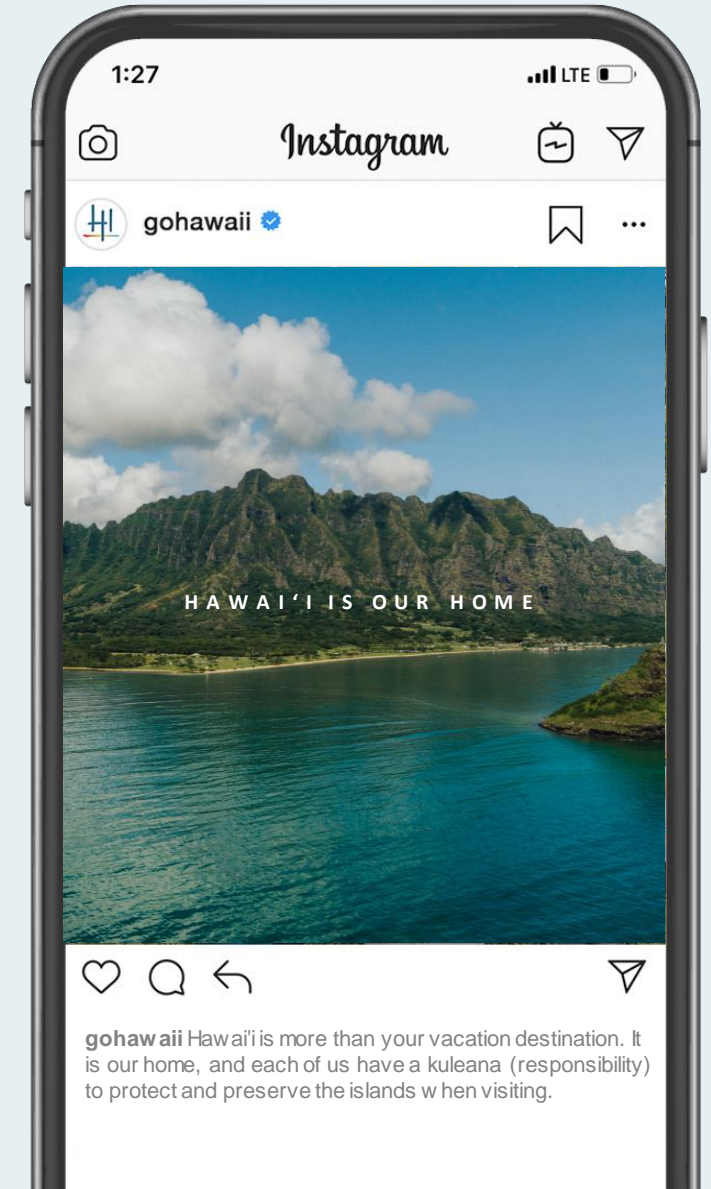 1:27 LTE
Instagram
HI gohawaii
HAWAI‘I IS OUR HOME
gohawaii Hawai'i is more than your vacation destination. It
is our home, and each of us have a kuleana (responsibility)
to protect and preserve the islands when visiting.